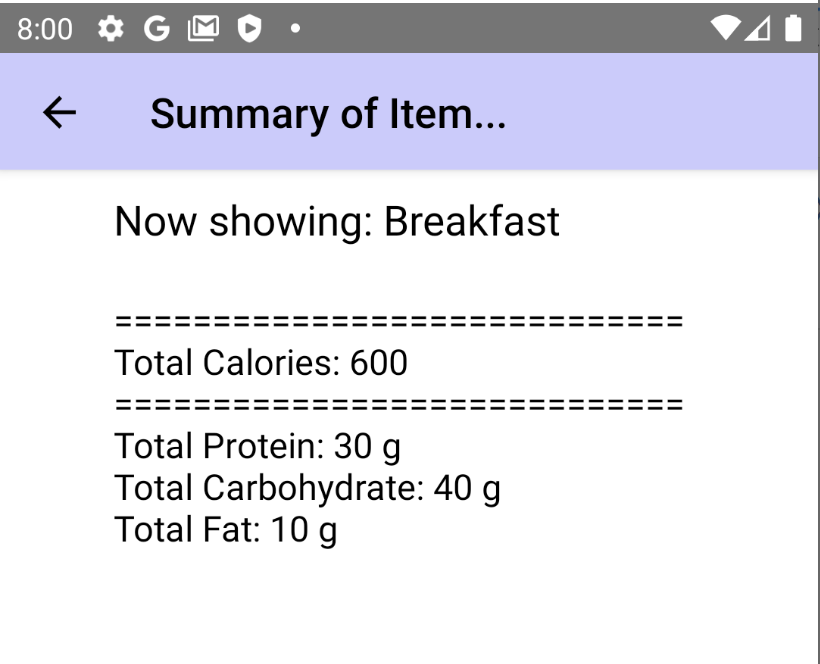 8:00
Summary of Item...
Now showing: Breakfast
=============================
Total Calories: 600
=============================
Total Protein: 30 g
Total Carbohydrate: 40 g
Total Fat: 10 g